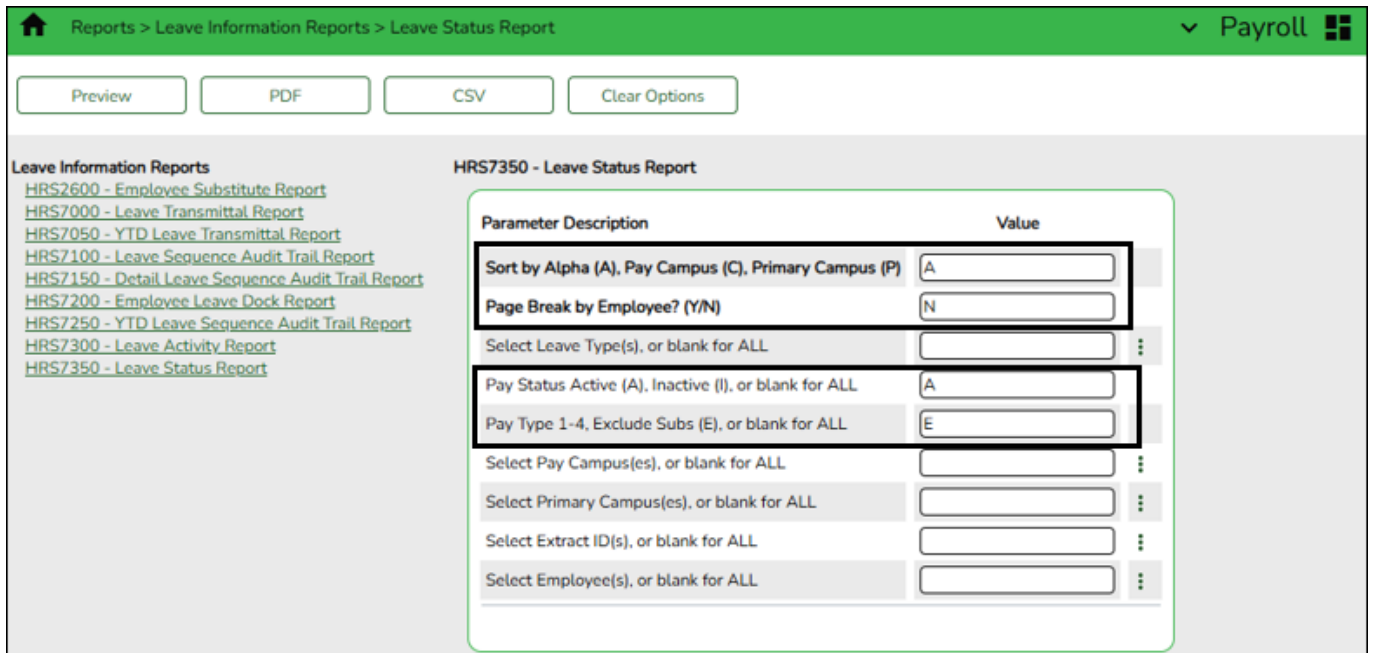 Reports > Leave Information Reports > Leave Status Report
Payroll
Preview
PDF
CSV
Clear Options
Leave Information Reports
HRS2600 - Employee Substitute Report
HRS7000 - Leave Transmittal Report
HRS7050 - YTD Leave Transmittal Report
HRS7100 - Leave Sequence Audit Trail Report
HRS7150 - Detail Leave Sequence Audit Trail Report
HRS7200 - Employee Leave Dock Report
HRS7250 - YTD Leave Sequence Audit Trail Report
HRS7300 - Leave Activity Report
HRS7350 - Leave Status Report
HRS7350 - Leave Status Report
Parameter Description Value
Sort by Alpha (A), Pay Campus (C), Primary Campus (P) A
Page Break by Employee? (Y/N) N
Select Leave Type(s), or blank for ALL
Pay Status Active (A), Inactive (I), or blank for ALL A
Pay Type 1-4, Exclude Subs (E), or blank for ALL E
Select Pay Campus(es), or blank for ALL
Select Primary Campus(es), or blank for ALL
Select Extract ID(s), or blank for ALL
Select Employee(s), or blank for ALL